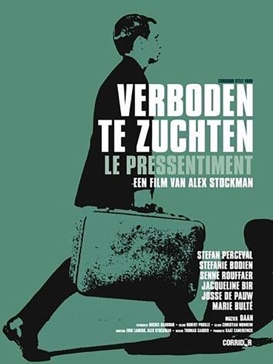 VERBODEN
TE ZUCHTEN
LE PRESSENTIMENT
EEN FILM VAN ALEX STOCKMAN
STEFAN PERCEVAL
STEFANIE BODIEN
SENNE ROUFFAER
JACQUELINE BIR
JOSSE DE PAUW
MARIE BULTÉ
MUZIEK DAAN
CORRIDOR